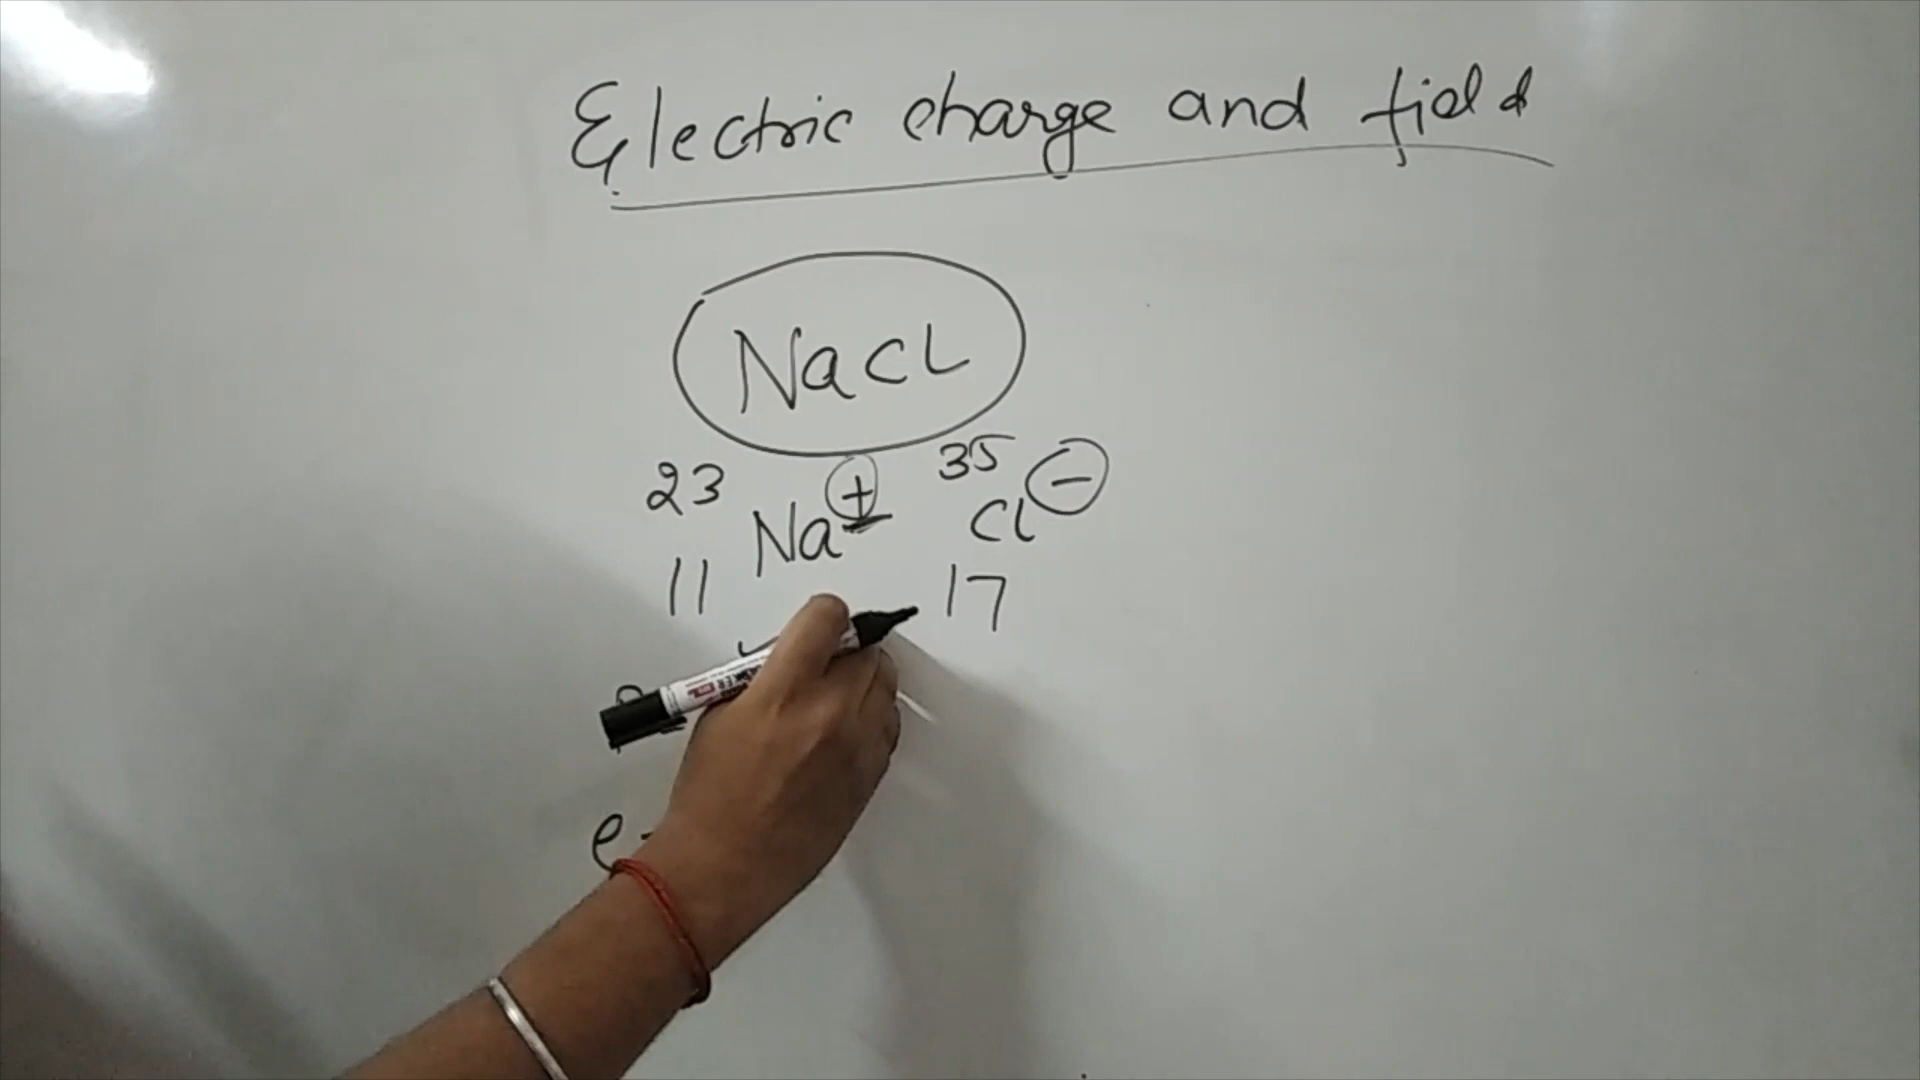 Electric charge and field
NaCl
23 Na+ 35 Cl-
11 17
P
e-